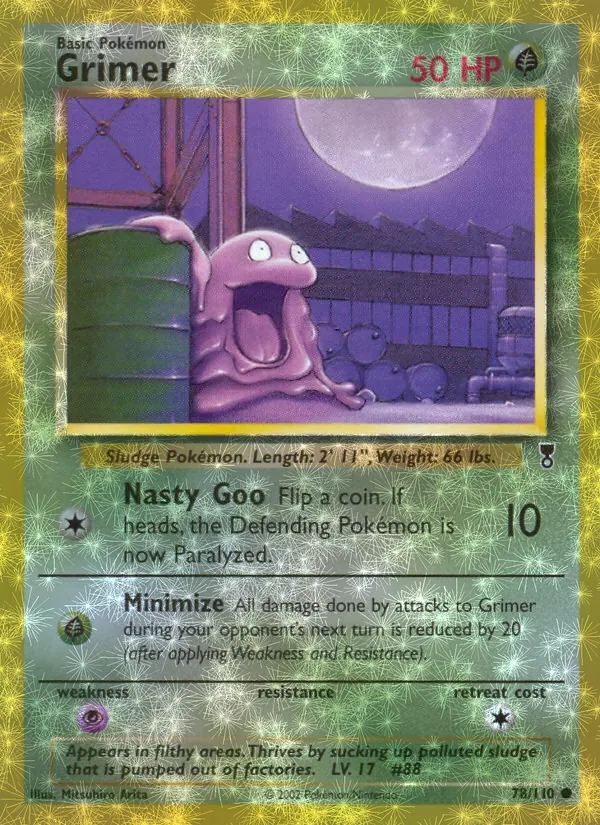 Basic Pokémon
Grimer
50 HP
Sludge Pokémon. Length: 2' 11", Weight: 66 lbs.
Nasty Goo Flip a coin. If
heads, the Defending Pokémon is
now Paralyzed.
10
Minimize All damage done by attacks to Grimer
during your opponent's next turn is reduced by 20
(after applying Weakness and Resistance).
weakness resistance retreat cost
Appears in filthy areas. Thrives by sucking up polluted sludge
that is pumped out of factories. LV. 17 #88
Illus. Mitsuhiro Arita © 2002 Pokémon/Nintendo 78/110